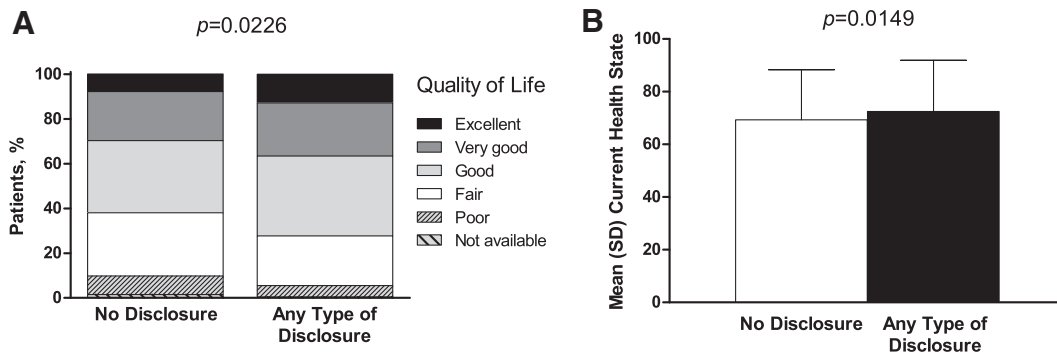 A
p=0.0226
Patients, %
100
80
60
40
20
0
No Disclosure
Any Type of
Disclosure
Quality of Life
Excellent
Very good
Good
Fair
Poor
Not available
B
p=0.0149
Mean (SD) Current Health State
100
80
60
40
20
0
No Disclosure
Any Type of
Disclosure